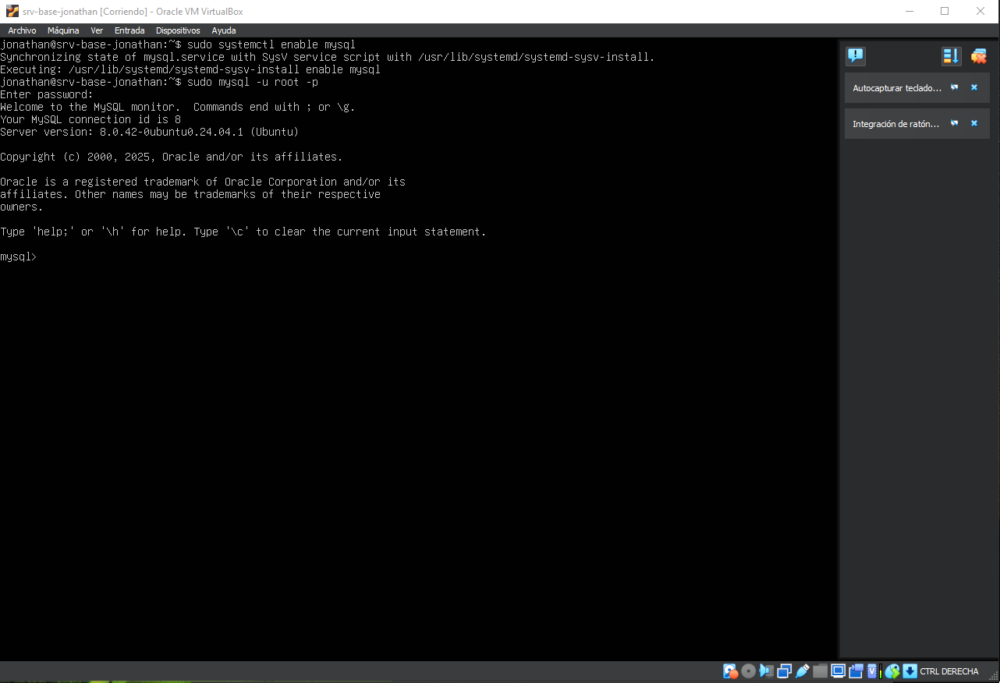 srv-base-jonathan [Corriendo] - Oracle VM VirtualBox
Archivo Máquina Ver Entrada Dispositivos Ayuda
jonathan@srv-base-jonathan:~$ sudo systemctl enable mysql
Synchronizing state of mysql.service with SysV service script with /usr/lib/systemd/systemd-sysv-install.
Executing: /usr/lib/systemd/systemd-sysv-install enable mysql
jonathan@srv-base-jonathan:~$ sudo mysql -u root -p
Enter password:
Welcome to the MySQL monitor.  Commands end with ; or \g.
Your MySQL connection id is 8
Server version: 8.0.42-0ubuntu0.24.04.1 (Ubuntu)
Copyright (c) 2000, 2025, Oracle and/or its affiliates.
Oracle is a registered trademark of Oracle Corporation and/or its
affiliates. Other names may be trademarks of their respective
owners.
Type 'help;' or '\h' for help. Type '\c' to clear the current input statement.
mysql>
Autocapturar teclado...
Integración de ratón...
CTRL DERECHA